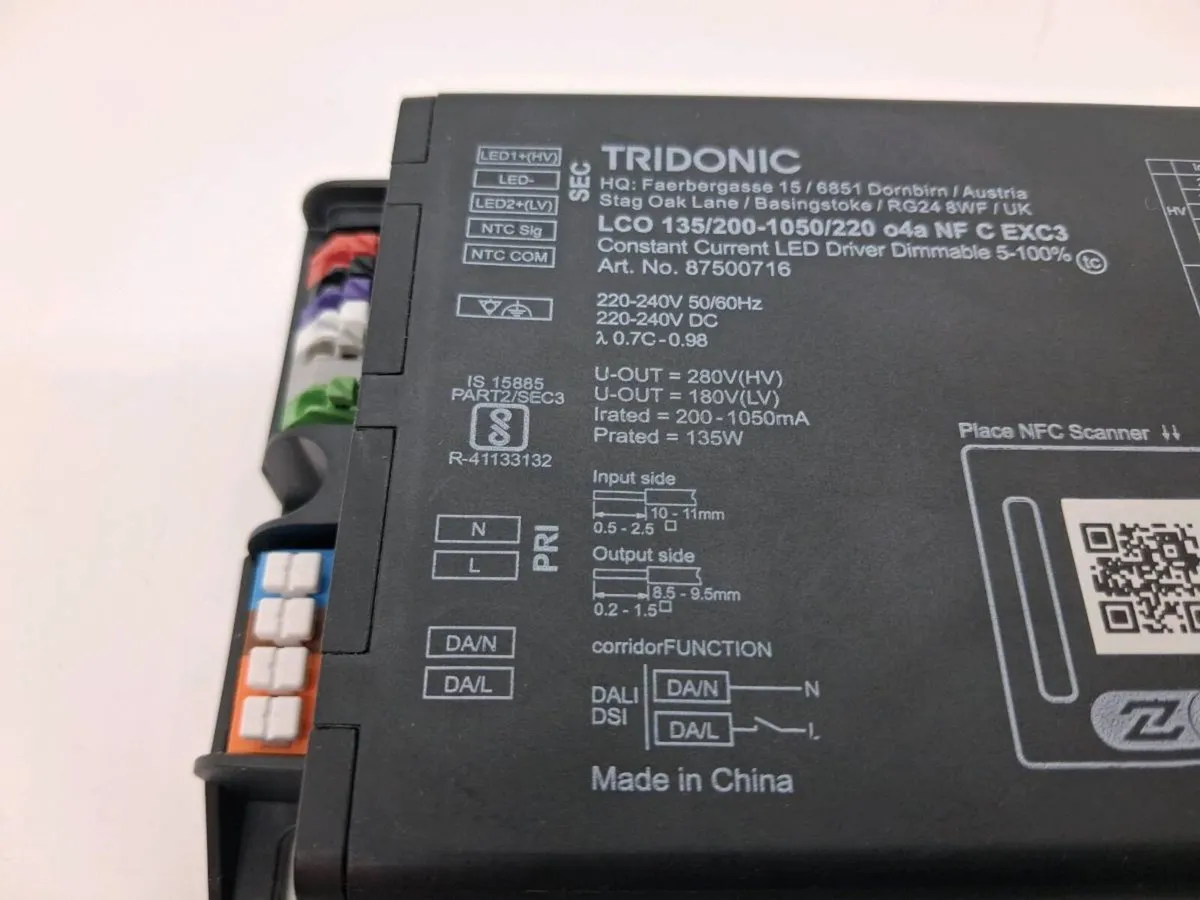 LED1+(HV)
LED-
LED2+(LV)
NTC Sig
NTC COM
SEC
TRIDONIC
HQ: Faerbergasse 15 / 6851 Dornbirn / Austria
Stag Oak Lane / Basingstoke / RG24 8WF / UK
LCO 135/200-1050/220 o4a NF C EXC3
Constant Current LED Driver Dimmable 5-100%
tc
Art. No. 87500716
220-240V 50/60Hz
220-240V DC
λ 0.7C-0.98
U-OUT = 280V(HV)
U-OUT = 180V(LV)
Irated = 200-1050mA
Prated = 135W
IS 15885
PART2/SEC3
R-41133132
Input side
10 - 11mm
0.5 - 2.5
Output side
8.5 - 9.5mm
0.2 - 1.5
N
L
PRI
DA/N
DA/L
corridorFUNCTION
DALI
DSI
DA/N N
DA/L L
Made in China
HV
Place NFC Scanner ↓↓